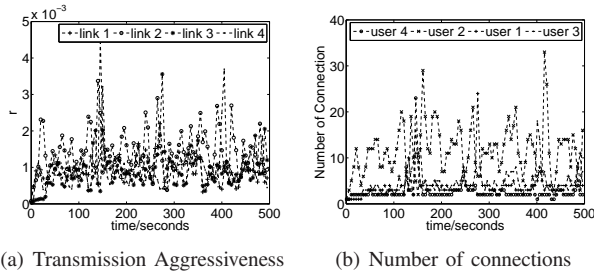 5 x 10⁻³
link 1 link 2 link 3 link 4
4
3
r
2
1
0
0 100 200 300 400 500
time/seconds
(a) Transmission Aggressiveness
40
user 4 user 2 user 1 user 3
30
Number of Connection
20
10
0
0 100 200 300 400 500
time/seconds
(b) Number of connections